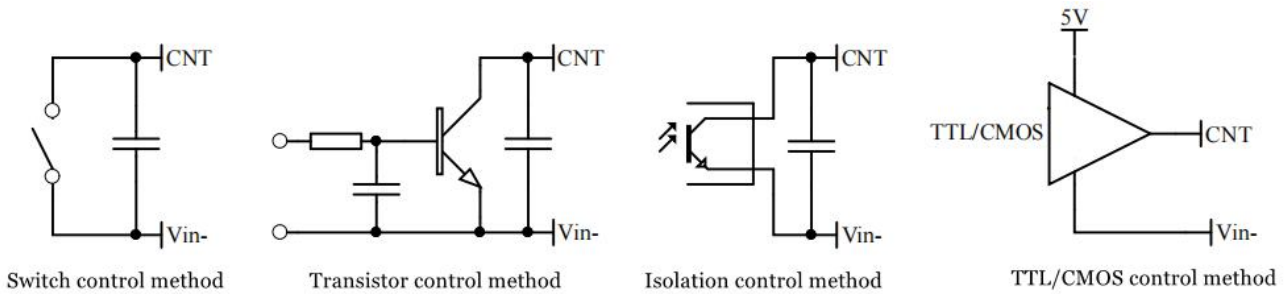 5V
CNT
CNT
CNT
TTL/CMOS
CNT
Vin-
Vin-
Vin-
Vin-
Switch control method
Transistor control method
Isolation control method
TTL/CMOS control method